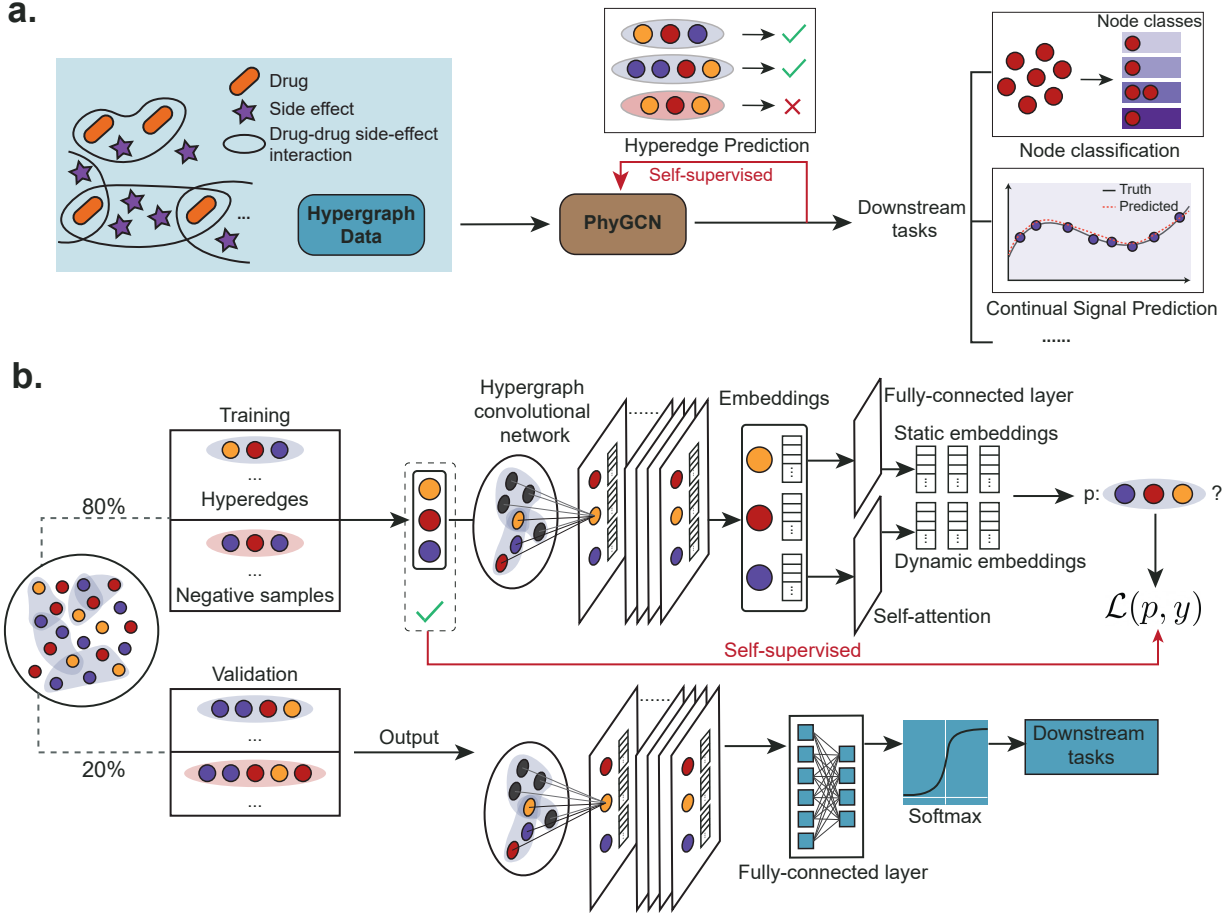 a.
Drug
Side effect
Drug-drug side-effect
interaction
...
Hypergraph
Data
Hyperedge Prediction
Self-supervised
PhyGCN
Downstream
tasks
Node classes
Node classification
Truth
Predicted
Continual Signal Prediction
......
b.
Training
...
Hyperedges
...
Negative samples
80%
20%
Validation
...
...
Hypergraph
convolutional
network
......
Embeddings
⋮
⋮
⋮
Fully-connected layer
Static embeddings
⋮ ⋮ ⋮
⋮ ⋮ ⋮
Dynamic embeddings
Self-attention
p: ?
ℒ(p, y)
Self-supervised
Output
......
Fully-connected layer
Softmax
Downstream
tasks